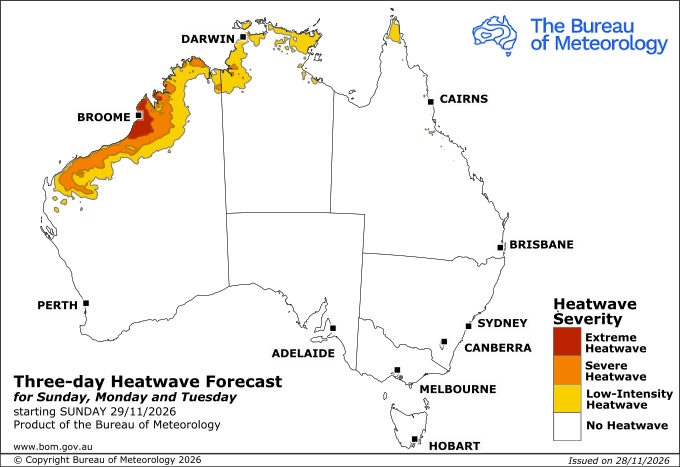 The Bureau
of Meteorology
DARWIN
CAIRNS
BROOME
BRISBANE
PERTH
SYDNEY
ADELAIDE
CANBERRA
MELBOURNE
HOBART
Heatwave
Severity
Extreme
Heatwave
Severe
Heatwave
Low-Intensity
Heatwave
No Heatwave
Three-day Heatwave Forecast
for Sunday, Monday and Tuesday
starting SUNDAY 29/11/2026
Product of the Bureau of Meteorology
www.bom.gov.au
© Copyright Bureau of Meteorology 2026
Issued on 28/11/2026